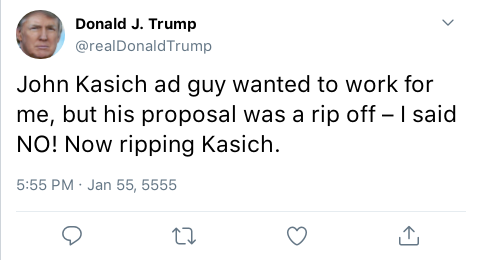 Donald J. Trump
@realDonaldTrump
John Kasich ad guy wanted to work for
me, but his proposal was a rip off – I said
NO! Now ripping Kasich.
5:55 PM · Jan 55, 5555